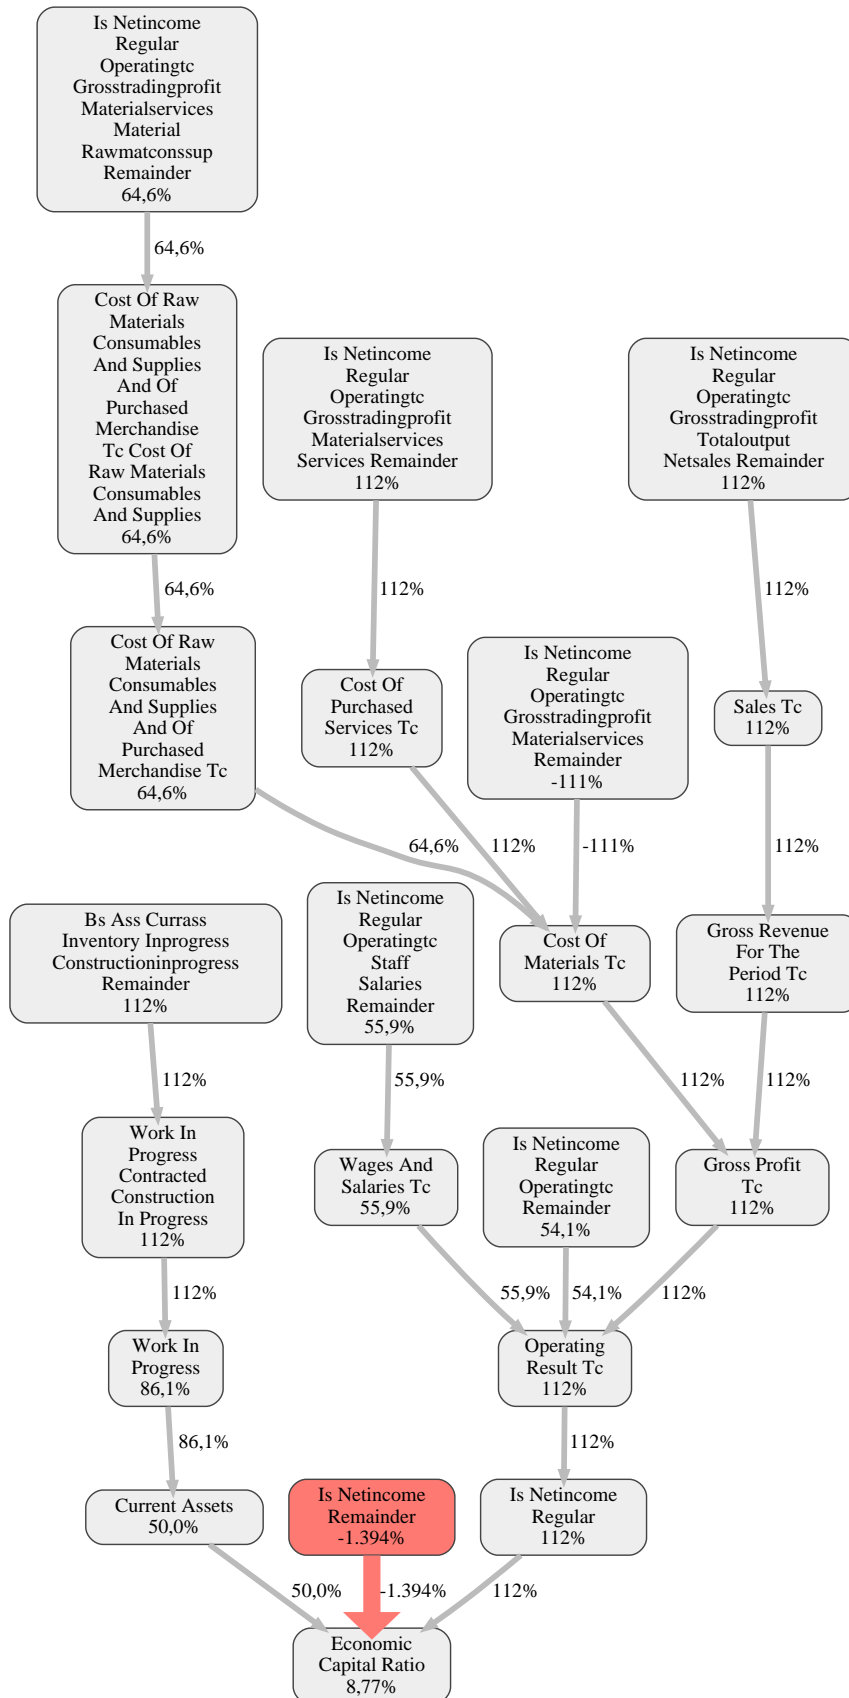 Is Netincome
Regular
Operatingtc
Grosstradingprofit
Materialservices
Material
Rawmatconssup
Remainder
64,6%
64,6%
Cost Of Raw
Materials
Consumables
And Supplies
And Of
Purchased
Merchandise
Tc Cost Of
Raw Materials
Consumables
And Supplies
64,6%
Is Netincome
Regular
Operatingtc
Grosstradingprofit
Materialservices
Services Remainder
112%
Is Netincome
Regular
Operatingtc
Grosstradingprofit
Totaloutput
Netsales Remainder
112%
64,6%
112%
112%
Cost Of Raw
Materials
Consumables
And Supplies
And Of
Purchased
Merchandise Tc
64,6%
Cost Of
Purchased
Services Tc
112%
Is Netincome
Regular
Operatingtc
Grosstradingprofit
Materialservices
Remainder
-111%
Sales Tc
112%
64,6%
112%
-111%
112%
Bs Ass Currass
Inventory Inprogress
Constructioninprogress
Remainder
112%
Is Netincome
Regular
Operatingtc
Staff
Salaries
Remainder
55,9%
Cost Of
Materials Tc
112%
Gross Revenue
For The
Period Tc
112%
112%
55,9%
112%
112%
Work In
Progress
Contracted
Construction
In Progress
112%
Wages And
Salaries Tc
55,9%
Is Netincome
Regular
Operatingtc
Remainder
54,1%
Gross Profit
Tc
112%
112%
55,9%
54,1%
112%
Work In
Progress
86,1%
Operating
Result Tc
112%
86,1%
112%
Current Assets
50,0%
Is Netincome
Remainder
-1.394%
Is Netincome
Regular
112%
50,0%
-1.394%
112%
Economic
Capital Ratio
8,77%